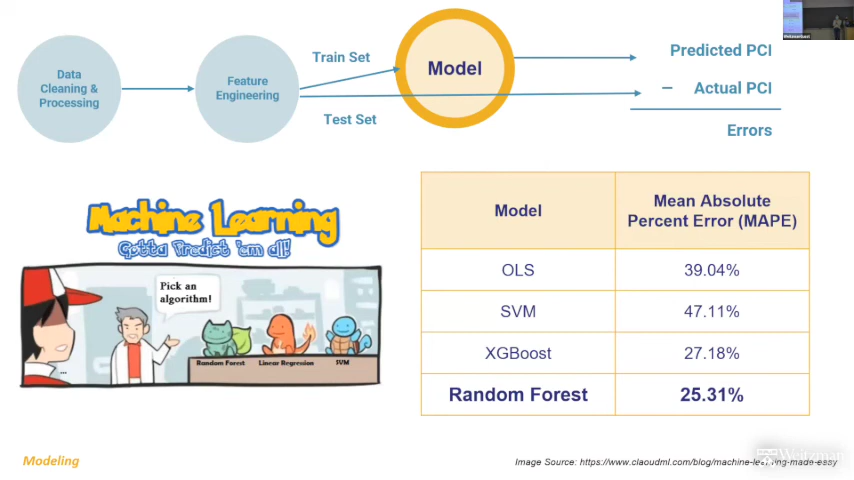 Data
Cleaning &
Processing
Feature
Engineering
Train Set
Test Set
Model
Predicted PCI
− Actual PCI
Errors
Machine Learning
Gotta Predict 'em all!
Pick an
algorithm!
...
Random Forest
Linear Regression
SVM
Model
Mean Absolute
Percent Error (MAPE)
OLS
39.04%
SVM
47.11%
XGBoost
27.18%
Random Forest
25.31%
Modeling
Image Source: https://www.claoudml.com/blog/machine-learning-made-easy
Weitzman